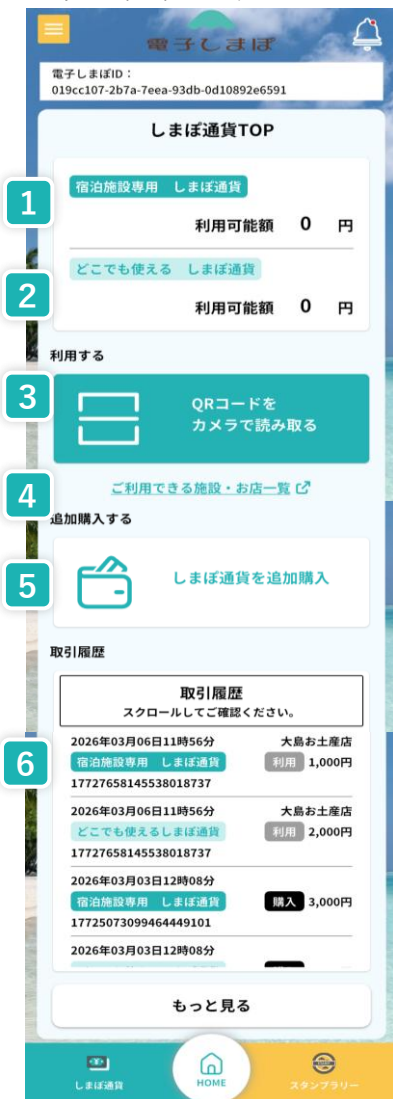 電子しまぽ
電子しまぽID：
019cc107-2b7a-7eea-93db-0d10892e6591
しまぽ通貨TOP
1
宿泊施設専用　しまぽ通貨
利用可能額　0　円
2
どこでも使える　しまぽ通貨
利用可能額　0　円
利用する
3
QRコードを
カメラで読み取る
4
ご利用できる施設・お店一覧
追加購入する
5
しまぽ通貨を追加購入
取引履歴
取引履歴
スクロールしてご確認ください。
6
2026年03月06日11時56分　大島お土産店
宿泊施設専用　しまぽ通貨　利用　1,000円
17727658145538018737
2026年03月06日11時56分　大島お土産店
どこでも使えるしまぽ通貨　利用　2,000円
17727658145538018737
2026年03月03日12時08分
宿泊施設専用　しまぽ通貨　購入　3,000円
17725073099464449101
2026年03月03日12時08分
もっと見る
しまぽ通貨　HOME　スタンプラリー